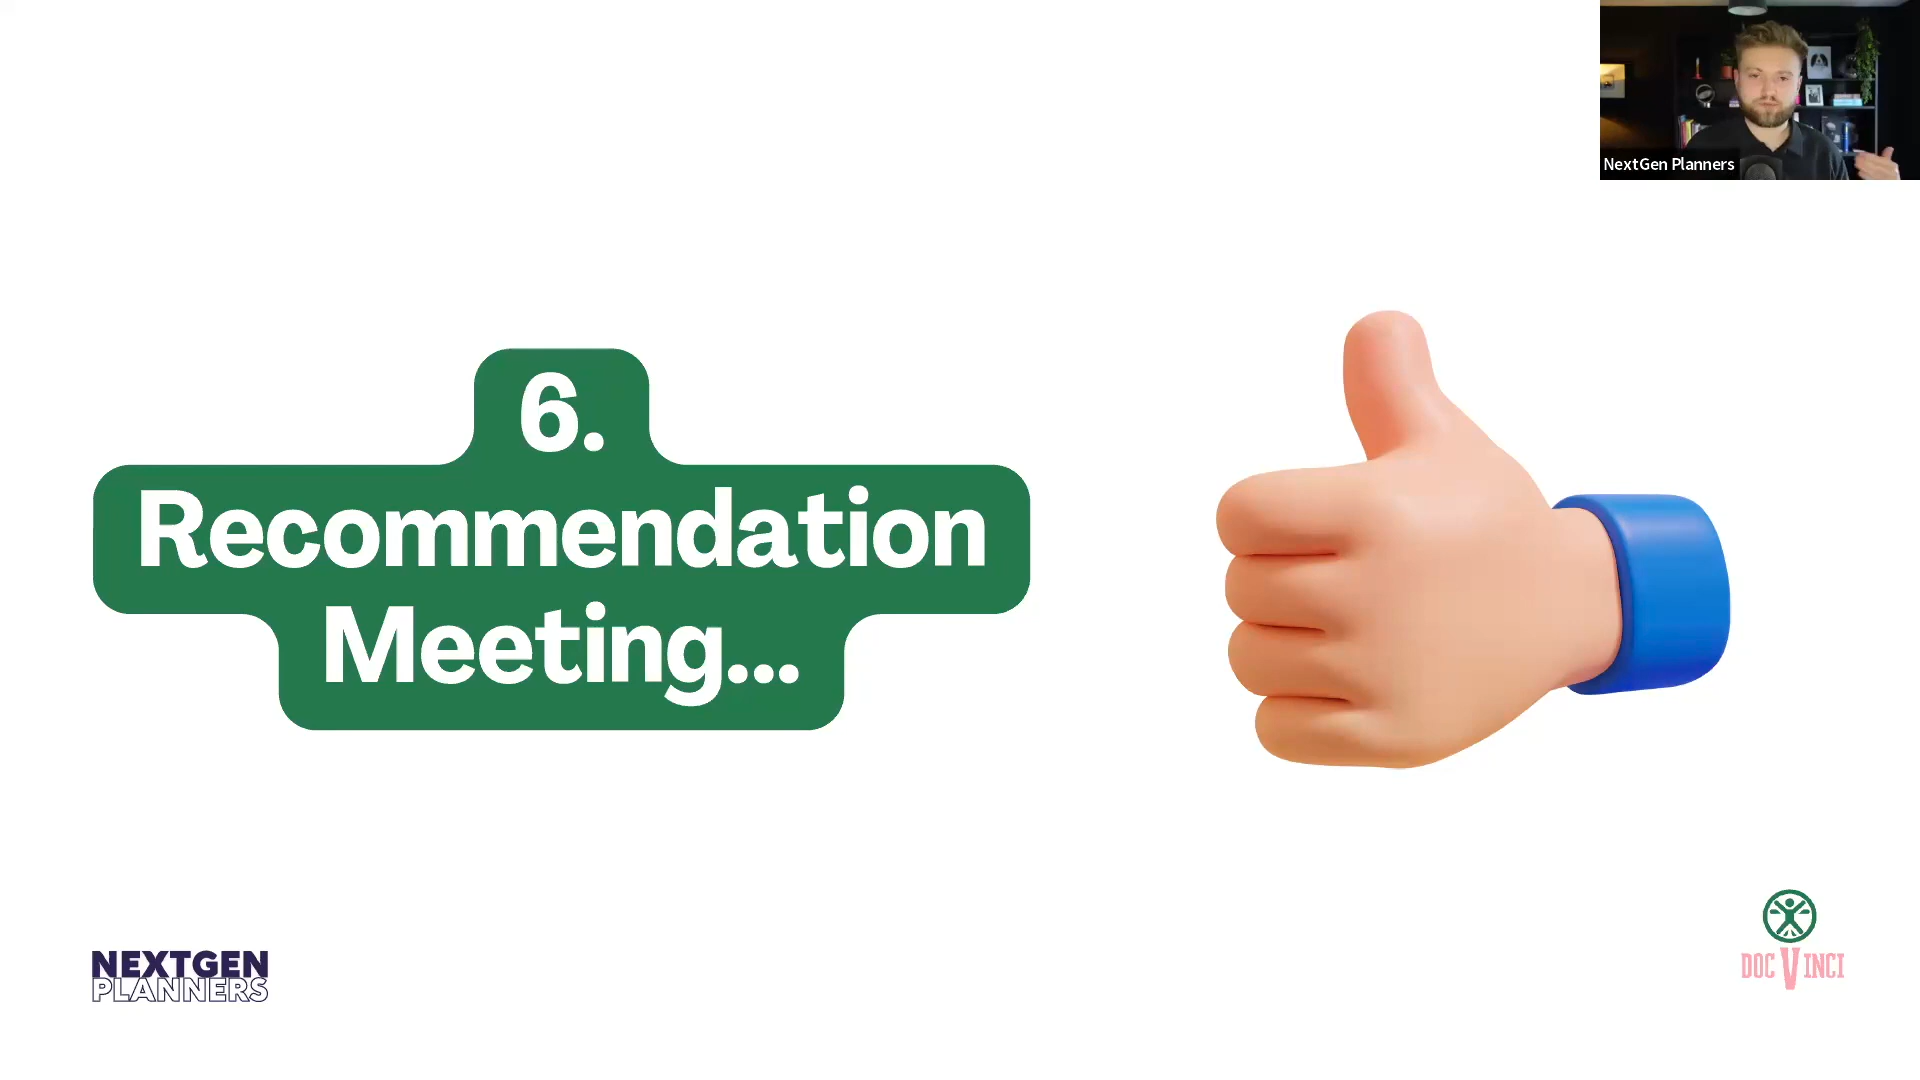 NextGen Planners
6.
Recommendation
Meeting...
NEXTGEN
PLANNERS
DOC VINCI